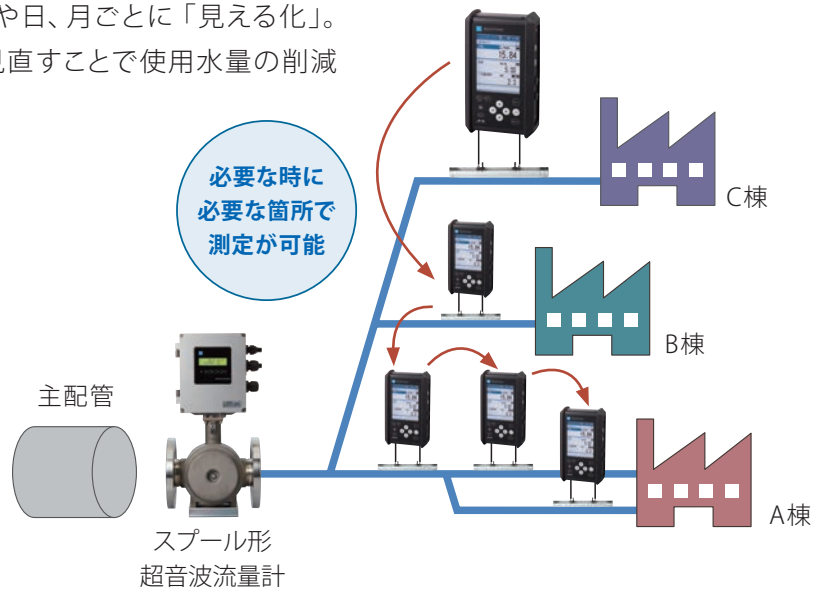 や日、月ごとに「見える化」。
見直すことで使用水量の削減
必要な時に
必要な箇所で
測定が可能
C棟
B棟
主配管
A棟
スプール形
超音波流量計